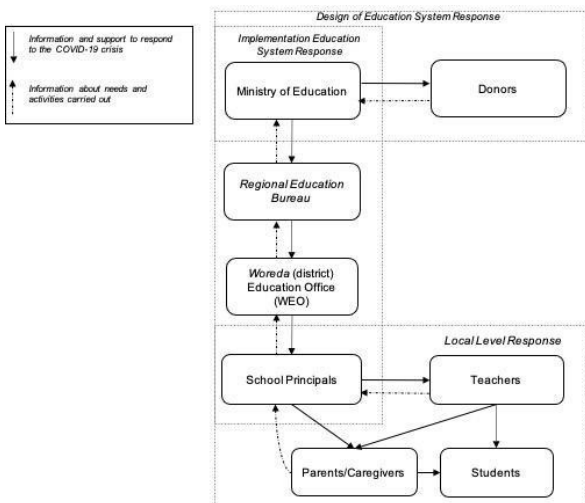 Design of Education System Response
Information and support to respond
to the COVID-19 crisis
Information about needs and
activities carried out
Implementation Education
System Response
Ministry of Education
Donors
Regional Education
Bureau
Woreda (district)
Education Office
(WEO)
Local Level Response
School Principals
Teachers
Parents/Caregivers
Students